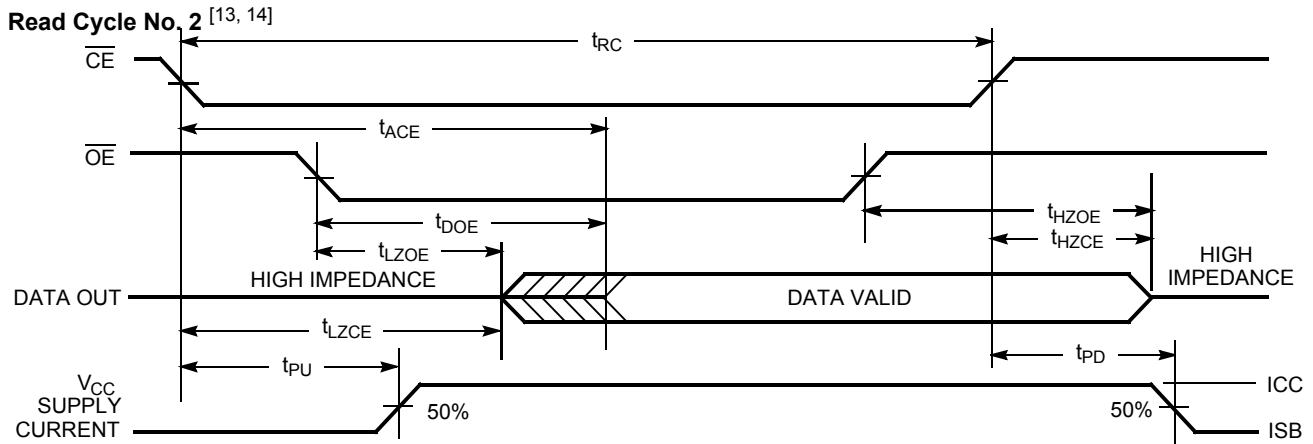 Read Cycle No. 2 [13, 14]
tRC
CE
tACE
OE
tDOE
tHZOE
tLZOE
tHZCE
HIGH IMPEDANCE
HIGH
IMPEDANCE
DATA OUT
DATA VALID
tLZCE
tPU
tPD
VCC
SUPPLY
CURRENT
50%
50%
ICC
ISB